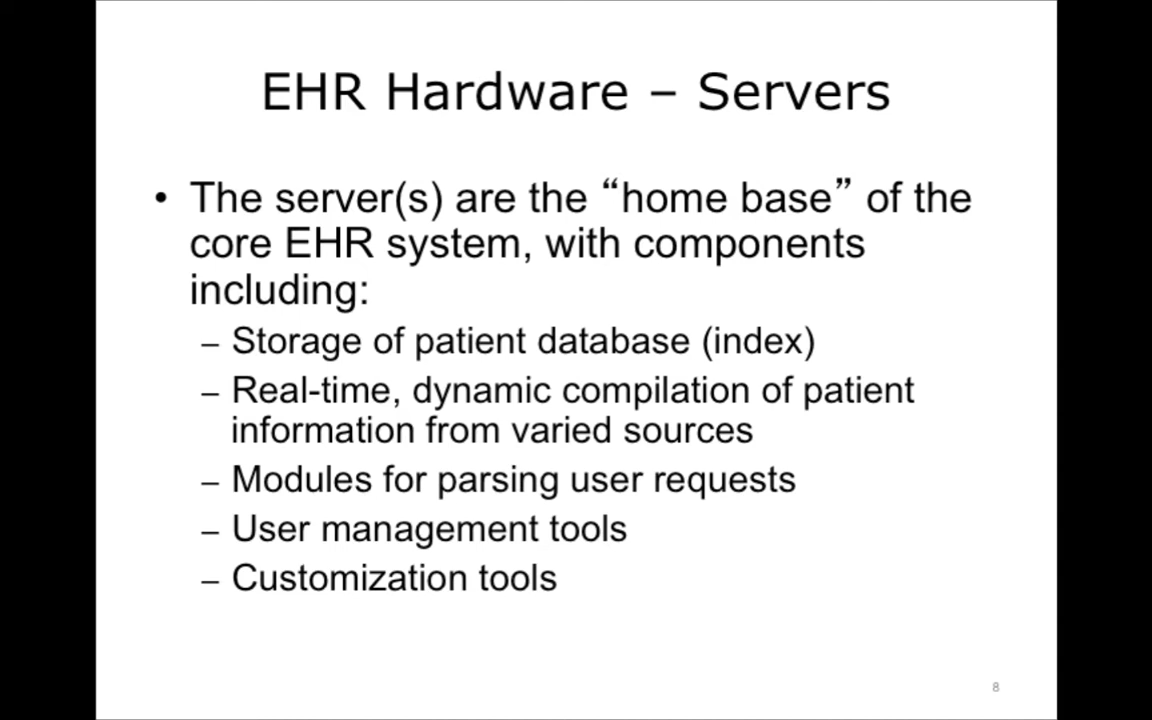 EHR Hardware – Servers
• The server(s) are the “home base” of the
core EHR system, with components
including:
– Storage of patient database (index)
– Real-time, dynamic compilation of patient
information from varied sources
– Modules for parsing user requests
– User management tools
– Customization tools
8